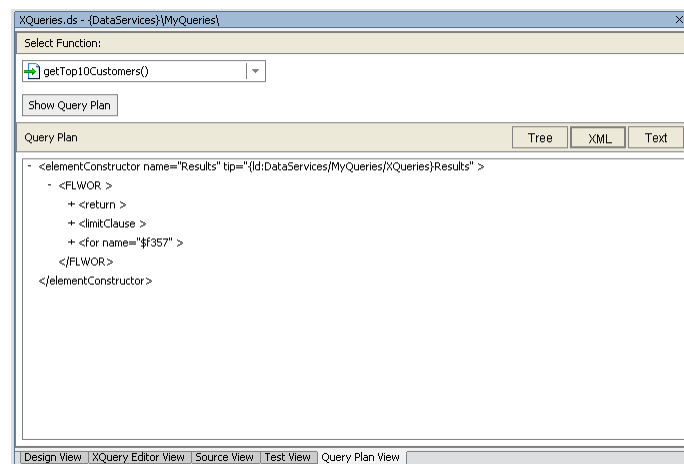 XQueries.ds - {DataServices}\MyQueries\
Select Function:
getTop10Customers()
Show Query Plan
Query Plan Tree XML Text
- <elementConstructor name="Results" tip="{ld:DataServices/MyQueries/XQueries}Results" >
- <FLWOR >
+ <return >
+ <limitClause >
+ <for name="$f357" >
</FLWOR>
</elementConstructor>
Design View XQuery Editor View Source View Test View Query Plan View